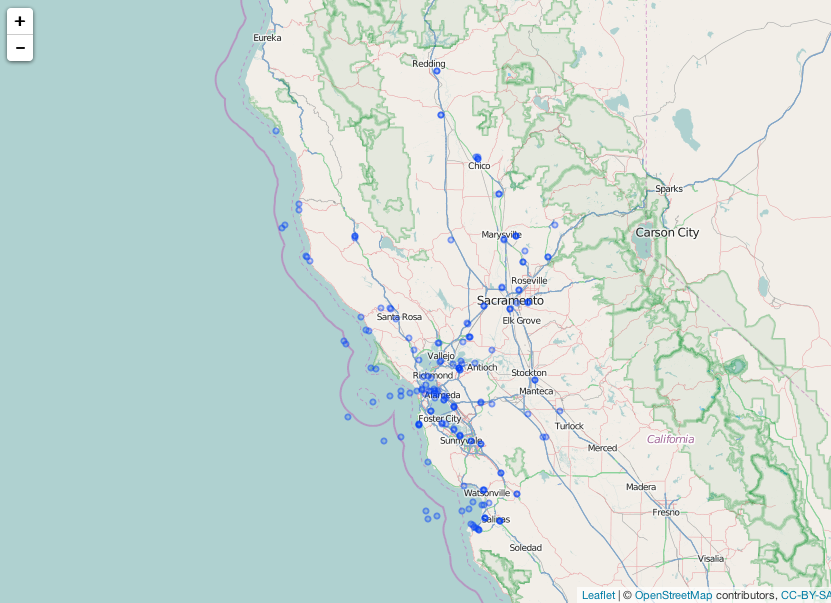 +
−
Eureka
Redding
Chico
Sparks
Marysville
Carson City
Roseville
Sacramento
Santa Rosa
Elk Grove
Vallejo
Antioch
Richmond
Stockton
Manteca
Alameda
Foster City
Turlock
Sunnyvale
California
Merced
Madera
Watsonville
Fresno
Salinas
Soledad
Visalia
Leaflet | © OpenStreetMap contributors, CC-BY-SA